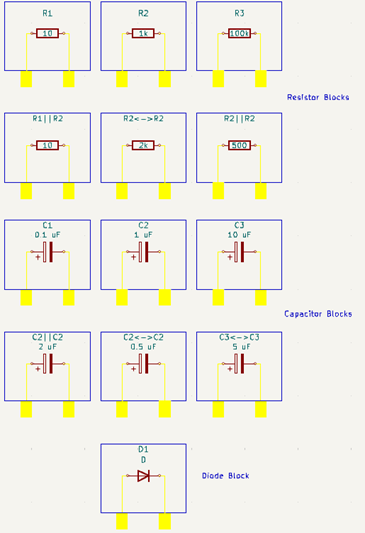 R1
R2
R3
10
1k
100k
Resistor Blocks
R1||R2
R2<->R2
R2||R2
10
2k
500
C1
C2
C3
0.1 uF
1 uF
10 uF
+
+
+
Capacitor Blocks
C2||C2
C2<->C2
C3<->C3
2 uF
0.5 uF
5 uF
+
+
+
D1
D
Diode Block